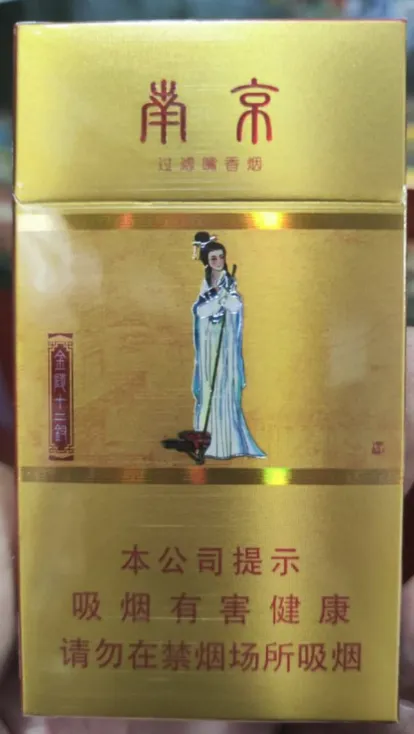 南京
过滤嘴香烟
金陵十二钗
本公司提示
吸烟有害健康
请勿在禁烟场所吸烟